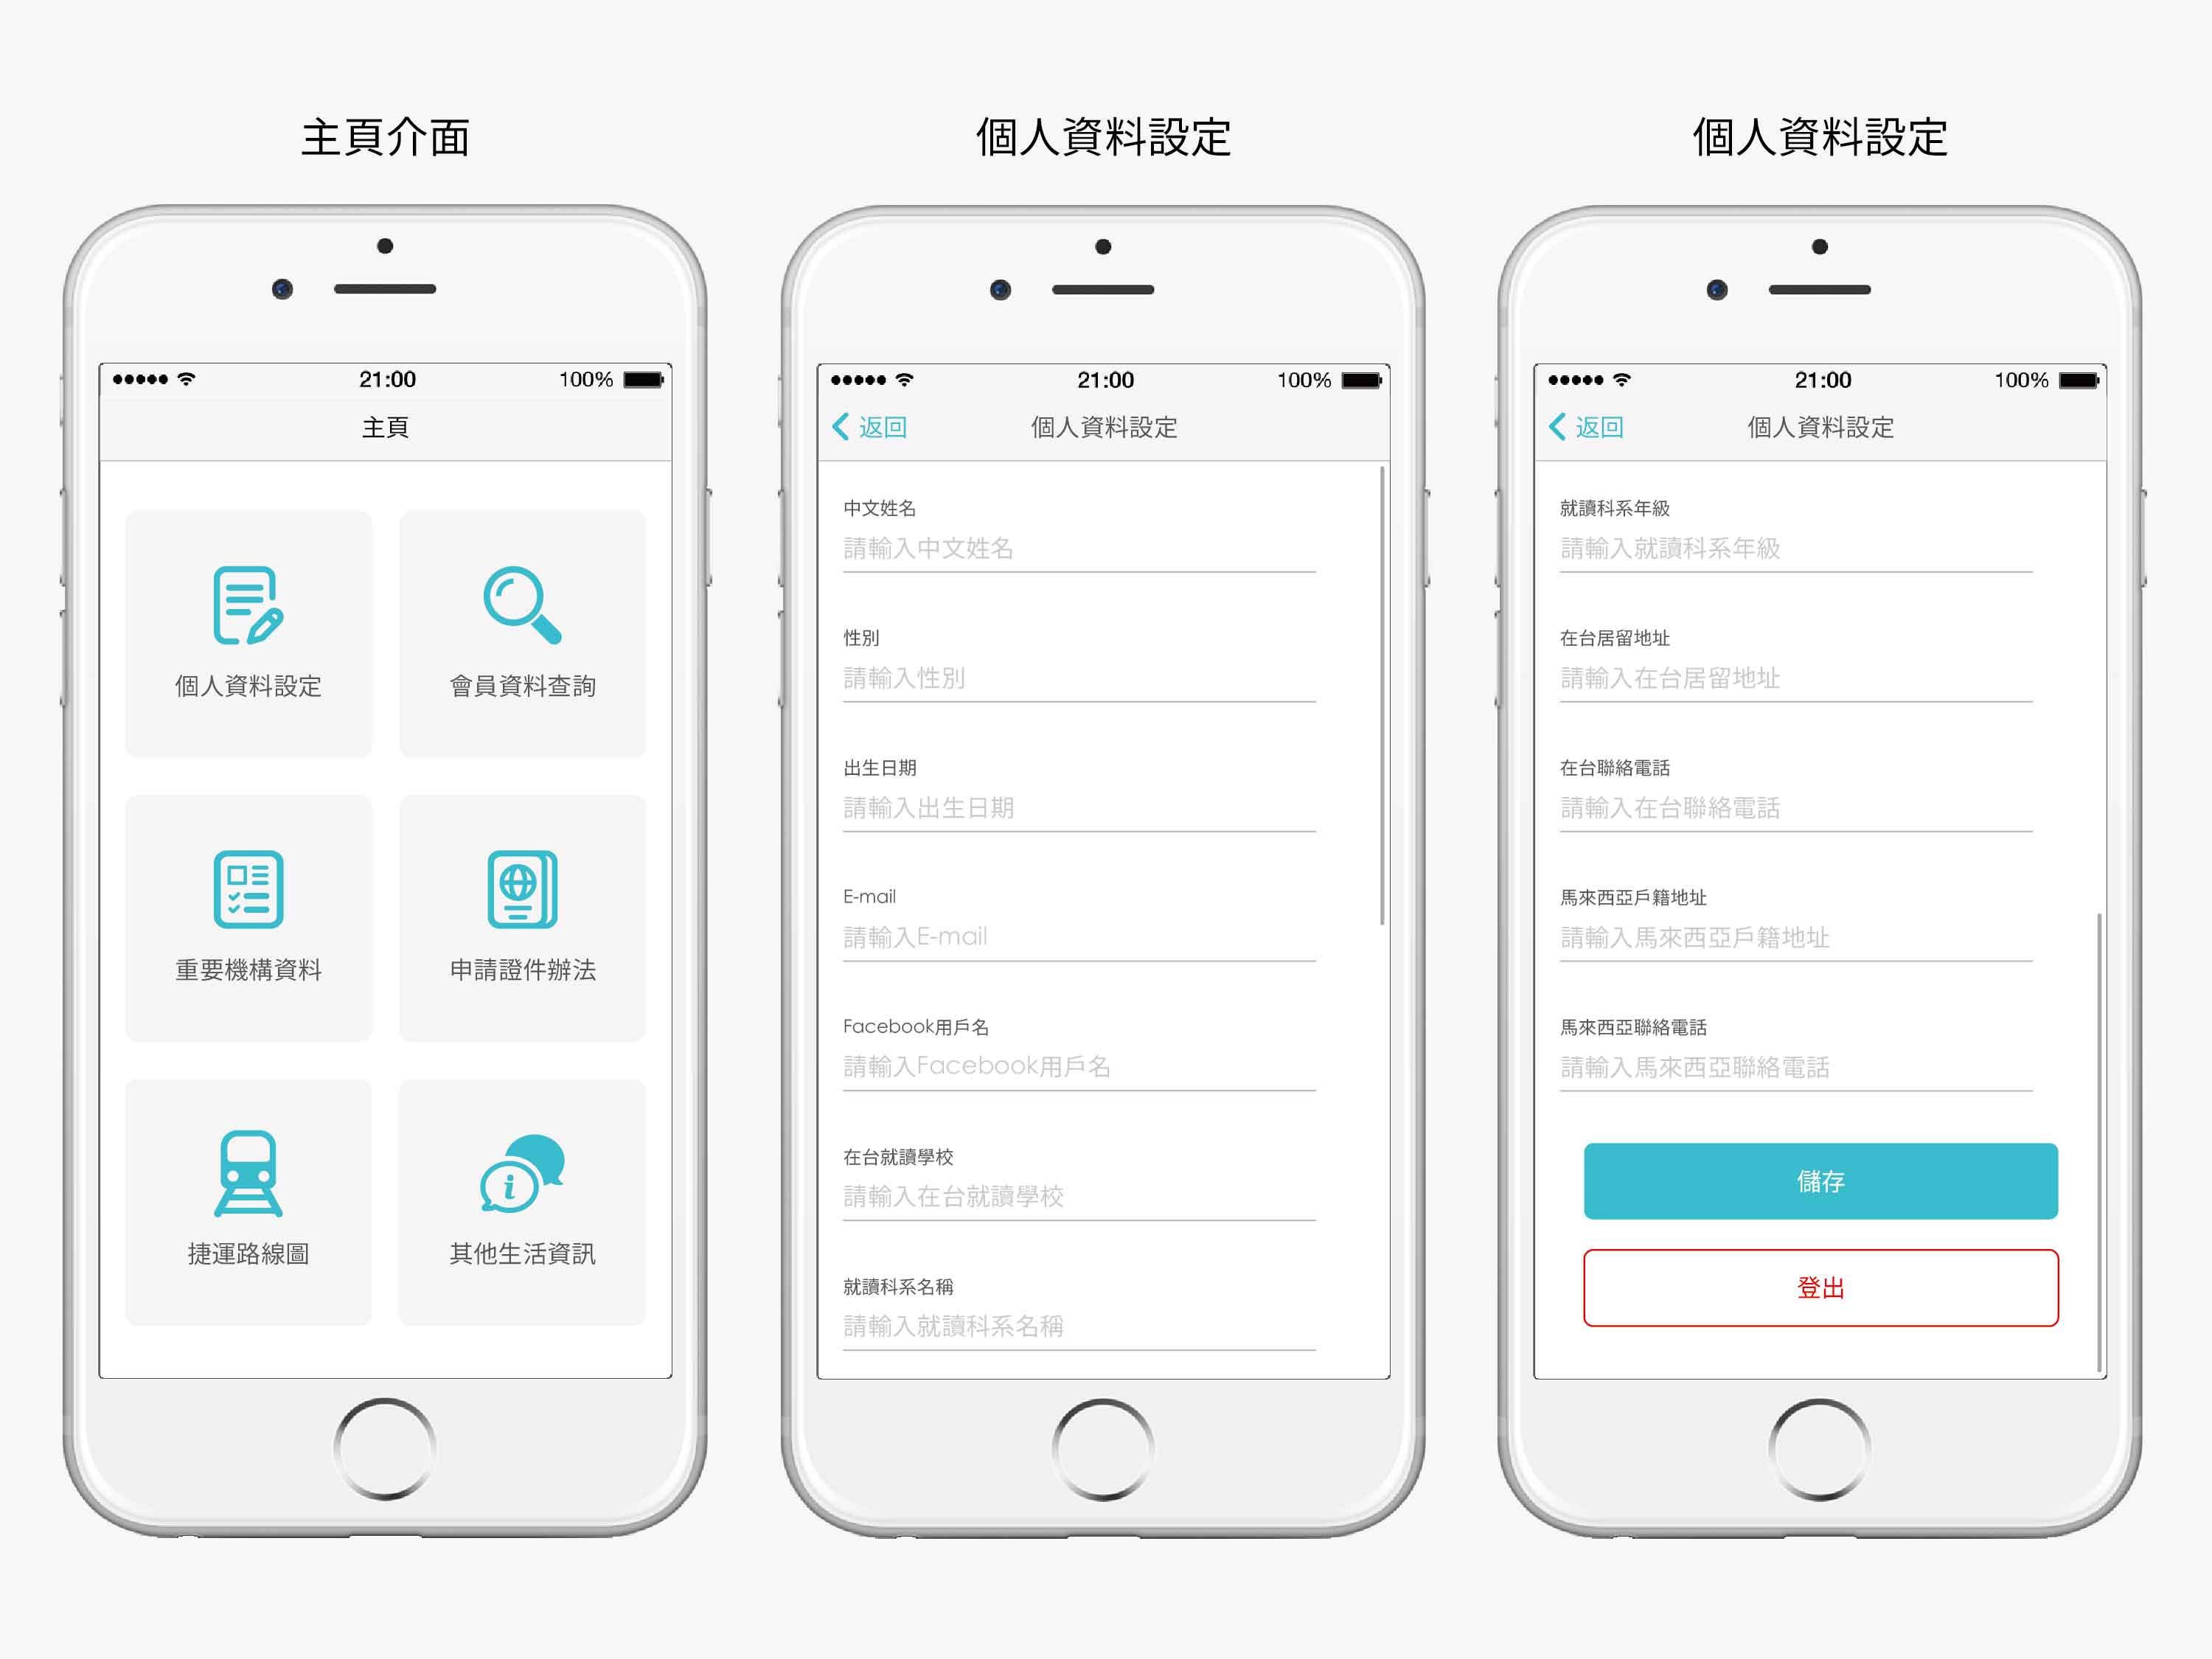 主頁介面
21:00
100%
主頁
個人資料設定
會員資料查詢
重要機構資料
申請證件辦法
捷運路線圖
其他生活資訊
個人資料設定
21:00
100%
返回
個人資料設定
中文姓名
請輸入中文姓名
性別
請輸入性別
出生日期
請輸入出生日期
E-mail
請輸入E-mail
Facebook用戶名
請輸入Facebook用戶名
在台就讀學校
請輸入在台就讀學校
就讀科系名稱
請輸入就讀科系名稱
個人資料設定
21:00
100%
返回
個人資料設定
就讀科系年級
請輸入就讀科系年級
在台居留地址
請輸入在台居留地址
在台聯絡電話
請輸入在台聯絡電話
馬來西亞戶籍地址
請輸入馬來西亞戶籍地址
馬來西亞聯絡電話
請輸入馬來西亞聯絡電話
儲存
登出